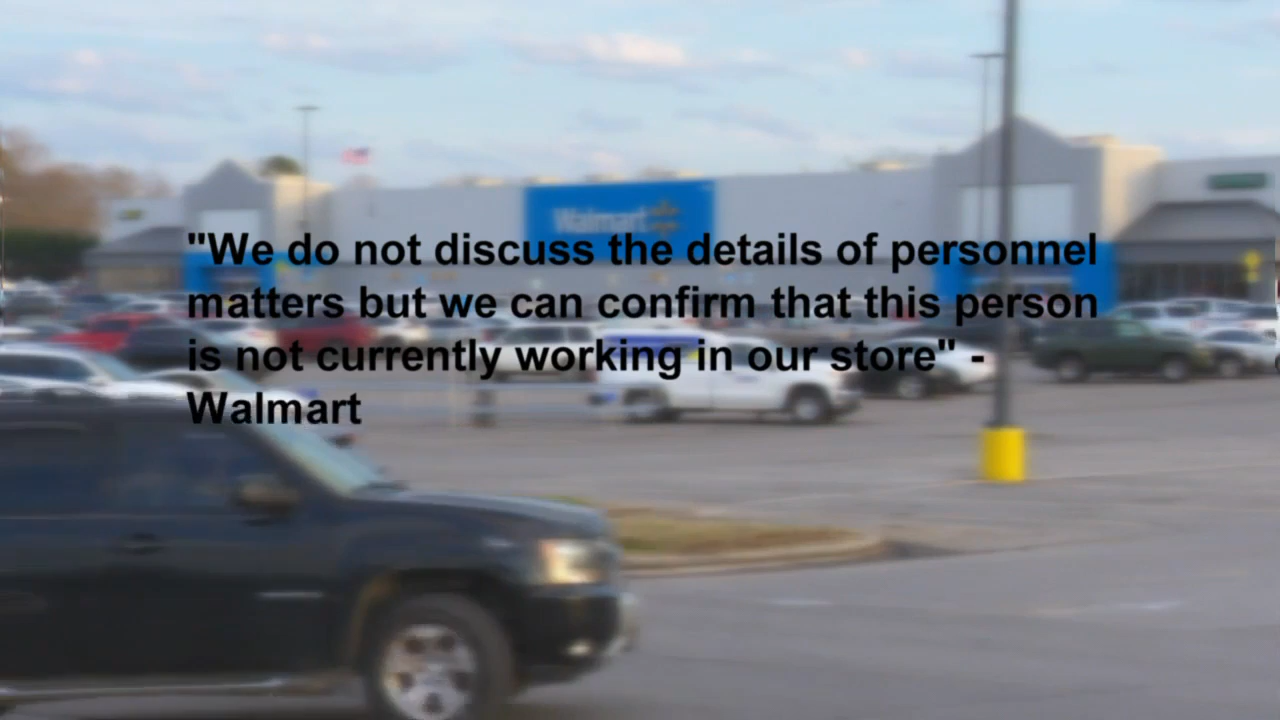 Walmart
"We do not discuss the details of personnel
matters but we can confirm that this person
is not currently working in our store" -
Walmart